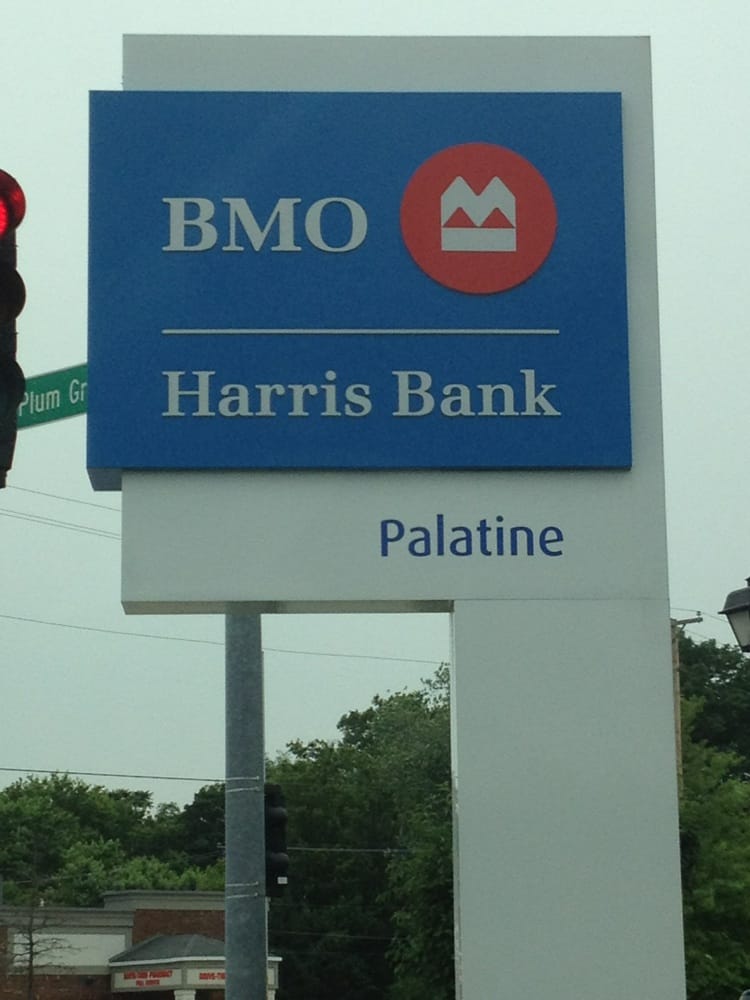 BMO
Harris Bank
Plum Gr
Palatine